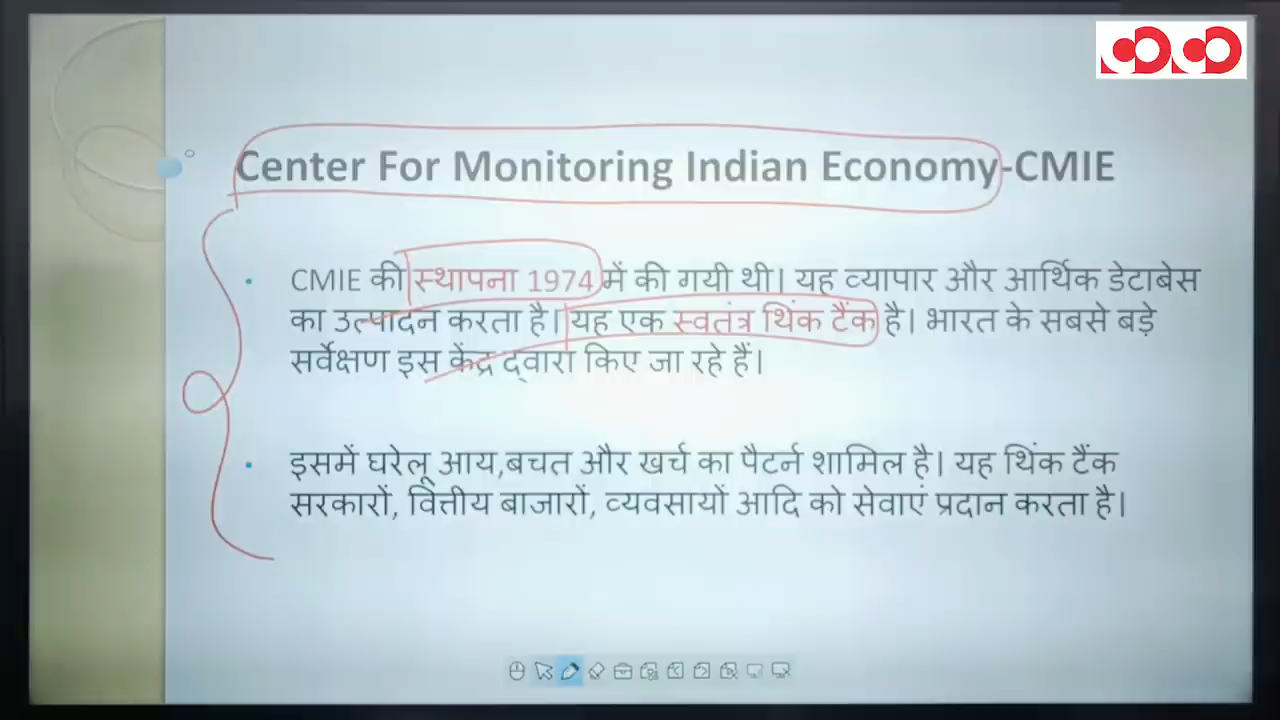 Center For Monitoring Indian Economy-CMIE
CMIE की स्थापना 1974 में की गयी थी। यह व्यापार और आर्थिक डेटाबेस
का उत्पादन करता है। यह एक स्वतंत्र थिंक टैंक है। भारत के सबसे बड़े
सर्वेक्षण इस केंद्र द्वारा किए जा रहे हैं।
इसमें घरेलू आय,बचत और खर्च का पैटर्न शामिल है। यह थिंक टैंक
सरकारों, वित्तीय बाजारों, व्यवसायों आदि को सेवाएं प्रदान करता है।